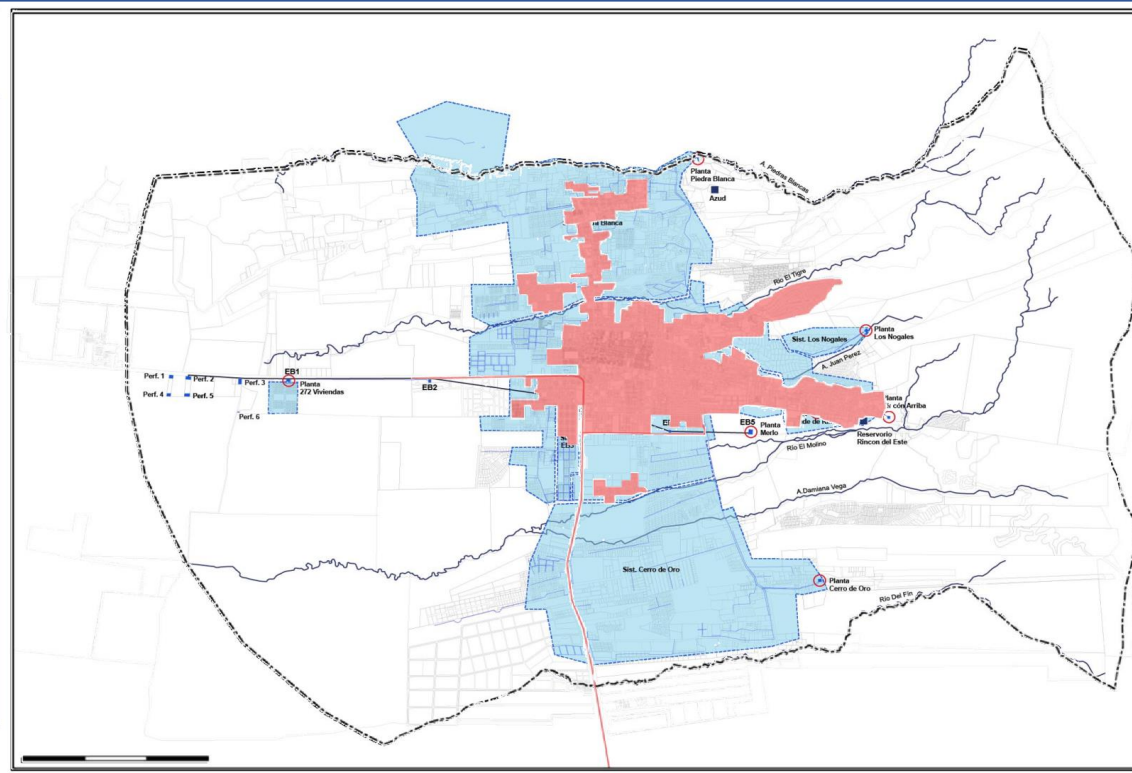 A. Piedras Blancas
Planta
Piedra Blanca
Azud
Blanca
Río El Tigre
Planta
Los Nogales
Sist. Los Nogales
A. Juan Perez
Perf. 1
Perf. 2
Perf. 3
EB1
Planta
272 Viviendas
EB2
Perf. 4
Perf. 5
Perf. 6
EB5
Planta
Merlo
Arriba
Reservorio
Rincon del Este
Río El Molino
A.Damiana Vega
Sist. Cerro de Oro
Planta
Cerro de Oro
Río Del Fin